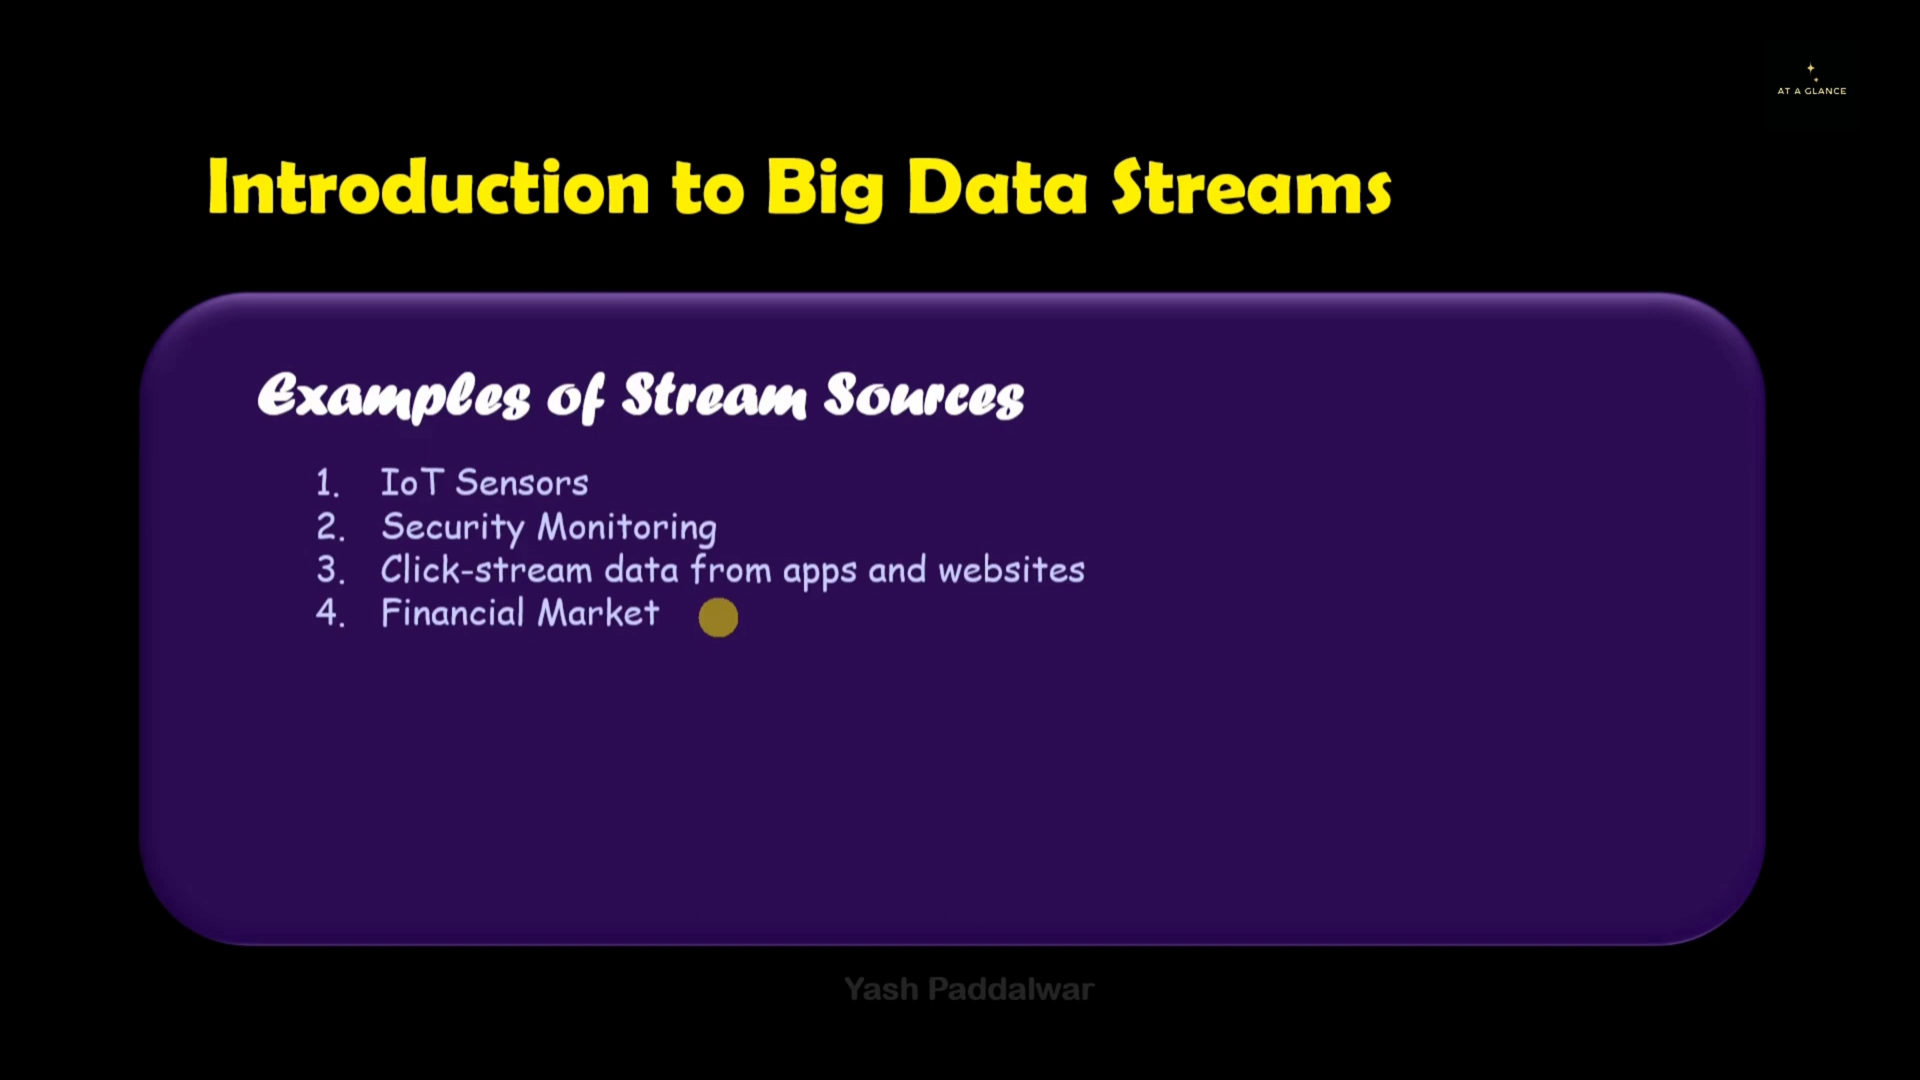 AT A GLANCE
Introduction to Big Data Streams
Examples of Stream Sources
1. IoT Sensors
2. Security Monitoring
3. Click-stream data from apps and websites
4. Financial Market
Yash Paddalwar